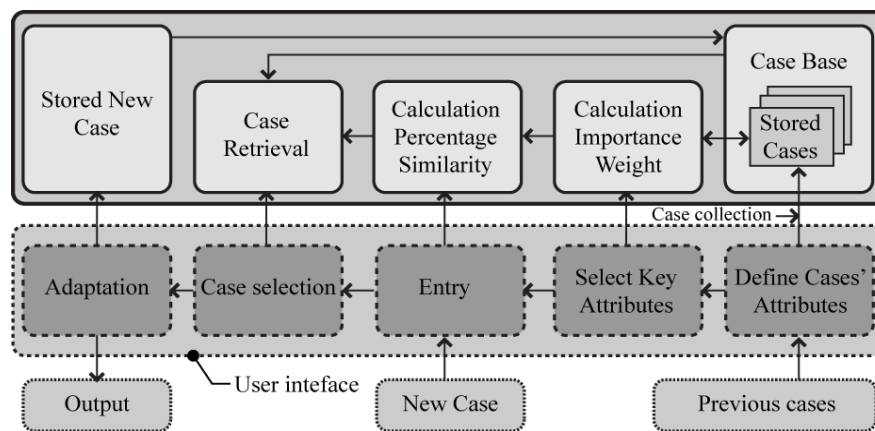 Stored New
Case
Case
Retrieval
Calculation
Percentage
Similarity
Calculation
Importance
Weight
Case Base
Stored
Cases
Case collection
Adaptation
Case selection
Entry
Select Key
Attributes
Define Cases'
Attributes
User inteface
Output
New Case
Previous cases